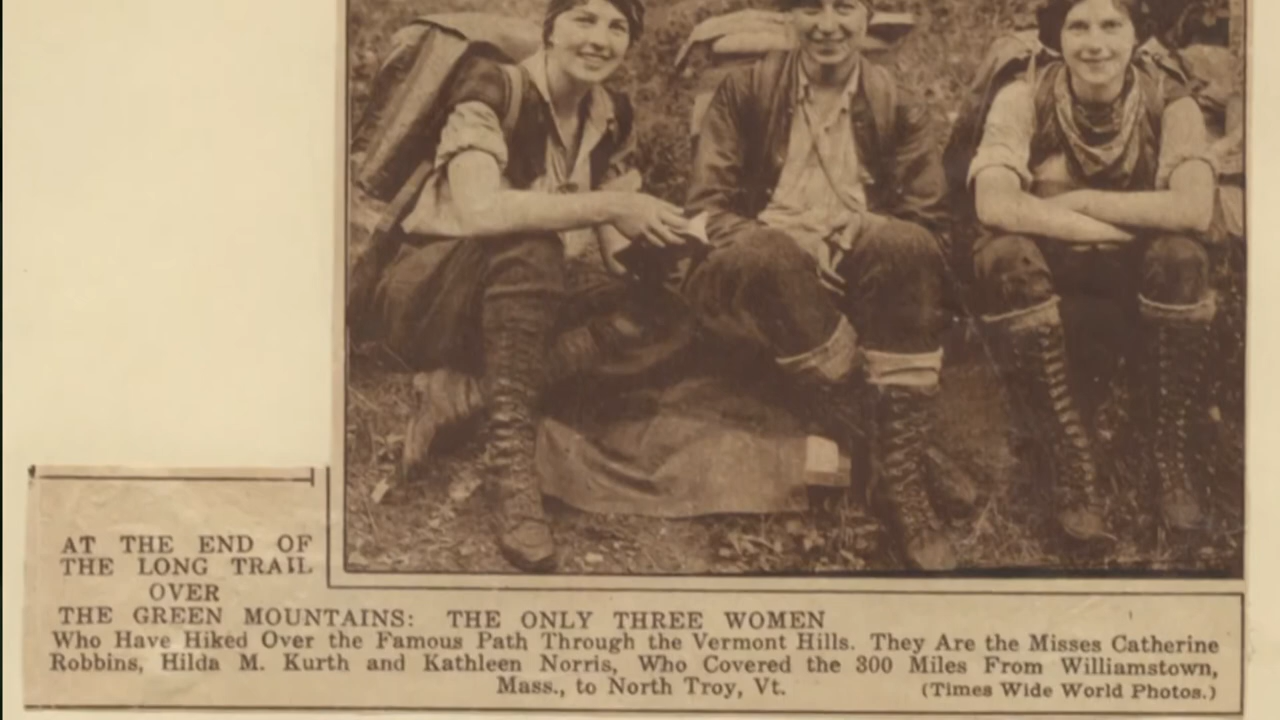 AT THE END OF
THE LONG TRAIL
OVER
THE GREEN MOUNTAINS: THE ONLY THREE WOMEN
Who Have Hiked Over the Famous Path Through the Vermont Hills. They Are the Misses Catherine
Robbins, Hilda M. Kurth and Kathleen Norris, Who Covered the 300 Miles From Williamstown,
Mass., to North Troy, Vt. (Times Wide World Photos.)